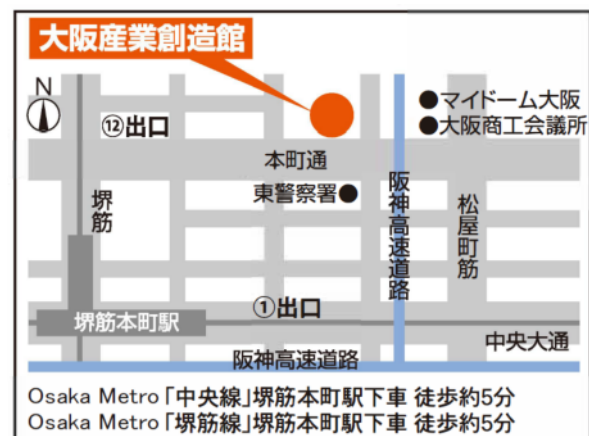 大阪産業創造館
N
⑫出口
●マイドーム大阪
●大阪商工会議所
本町通
東警察署●
堺筋
阪神高速道路
松屋町筋
①出口
堺筋本町駅
中央大通
阪神高速道路
Osaka Metro「中央線」堺筋本町駅下車 徒歩約5分
Osaka Metro「堺筋線」堺筋本町駅下車 徒歩約5分